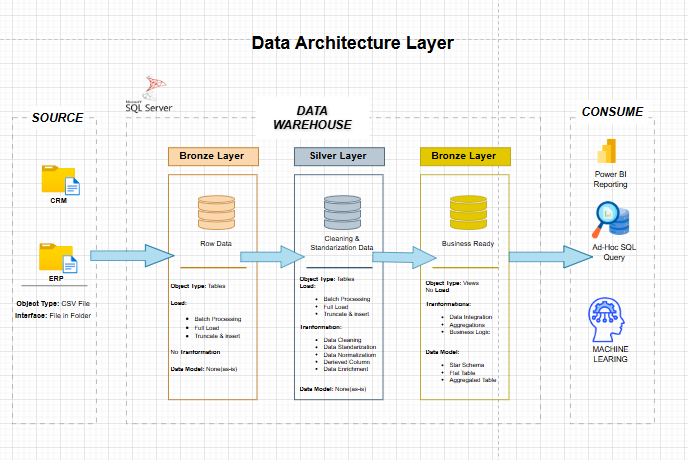 Data Architecture Layer
Microsoft
SQL Server
SOURCE
CRM
ERP
Object Type: CSV File
Interface: File in Folder
DATA
WAREHOUSE
Bronze Layer
Row Data
Object Type: Tables
Load:
Batch Processing
Full Load
Truncate & insert
No Tranformation
Data Model: None(as-is)
Silver Layer
Cleaning &
Standarization Data
Object Type: Tables
Load:
Batch Processing
Full Load
Truncate & insert
Tranformation:
Data Cleaning
Data Standarization
Data Normalization
Derieved Column
Data Enrichment
Data Model: None(as-is)
Bronze Layer
Business Ready
Object Type: Views
No Load
Tranformations:
Data Integration
Aggregations
Business Logic
Data Model:
Star Schema
Flat Table
Aggregated Table
CONSUME
Power BI
Reporting
Ad-Hoc SQL
Query
MACHINE
LEARING